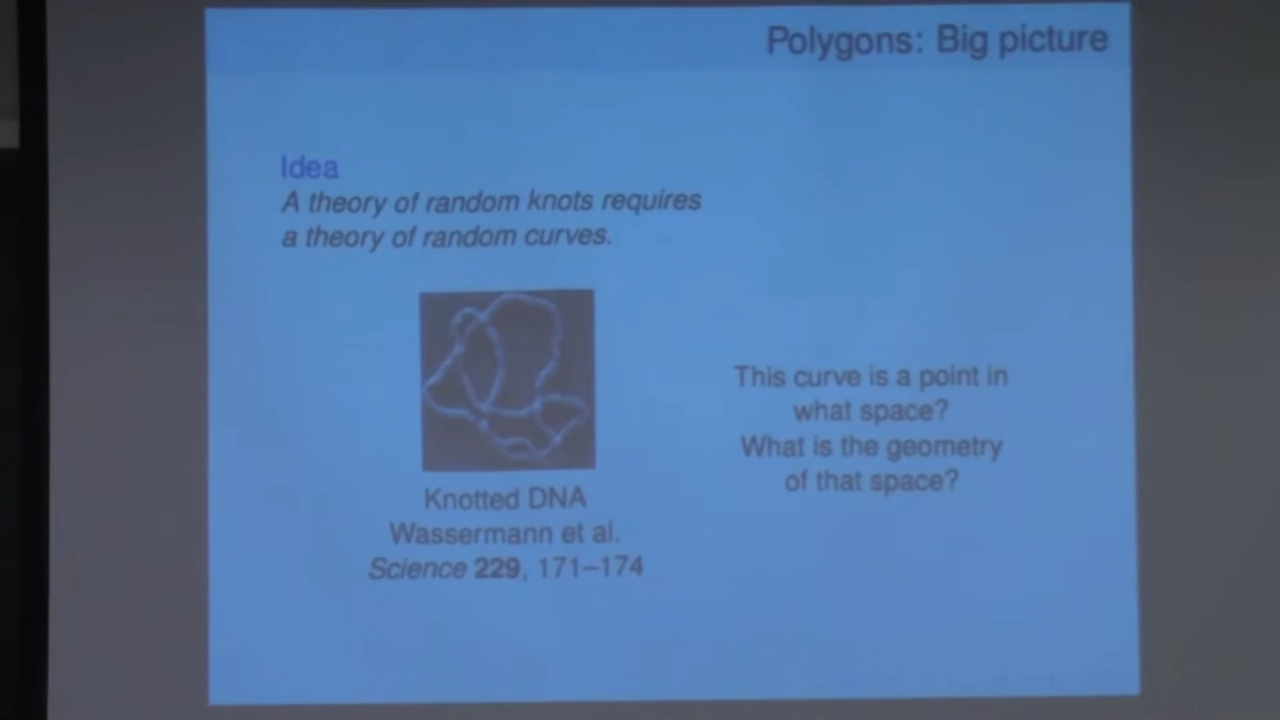 Polygons: Big picture
Idea
A theory of random knots requires
a theory of random curves.
This curve is a point in
what space?
What is the geometry
of that space?
Knotted DNA
Wassermann et al.
Science 229, 171–174